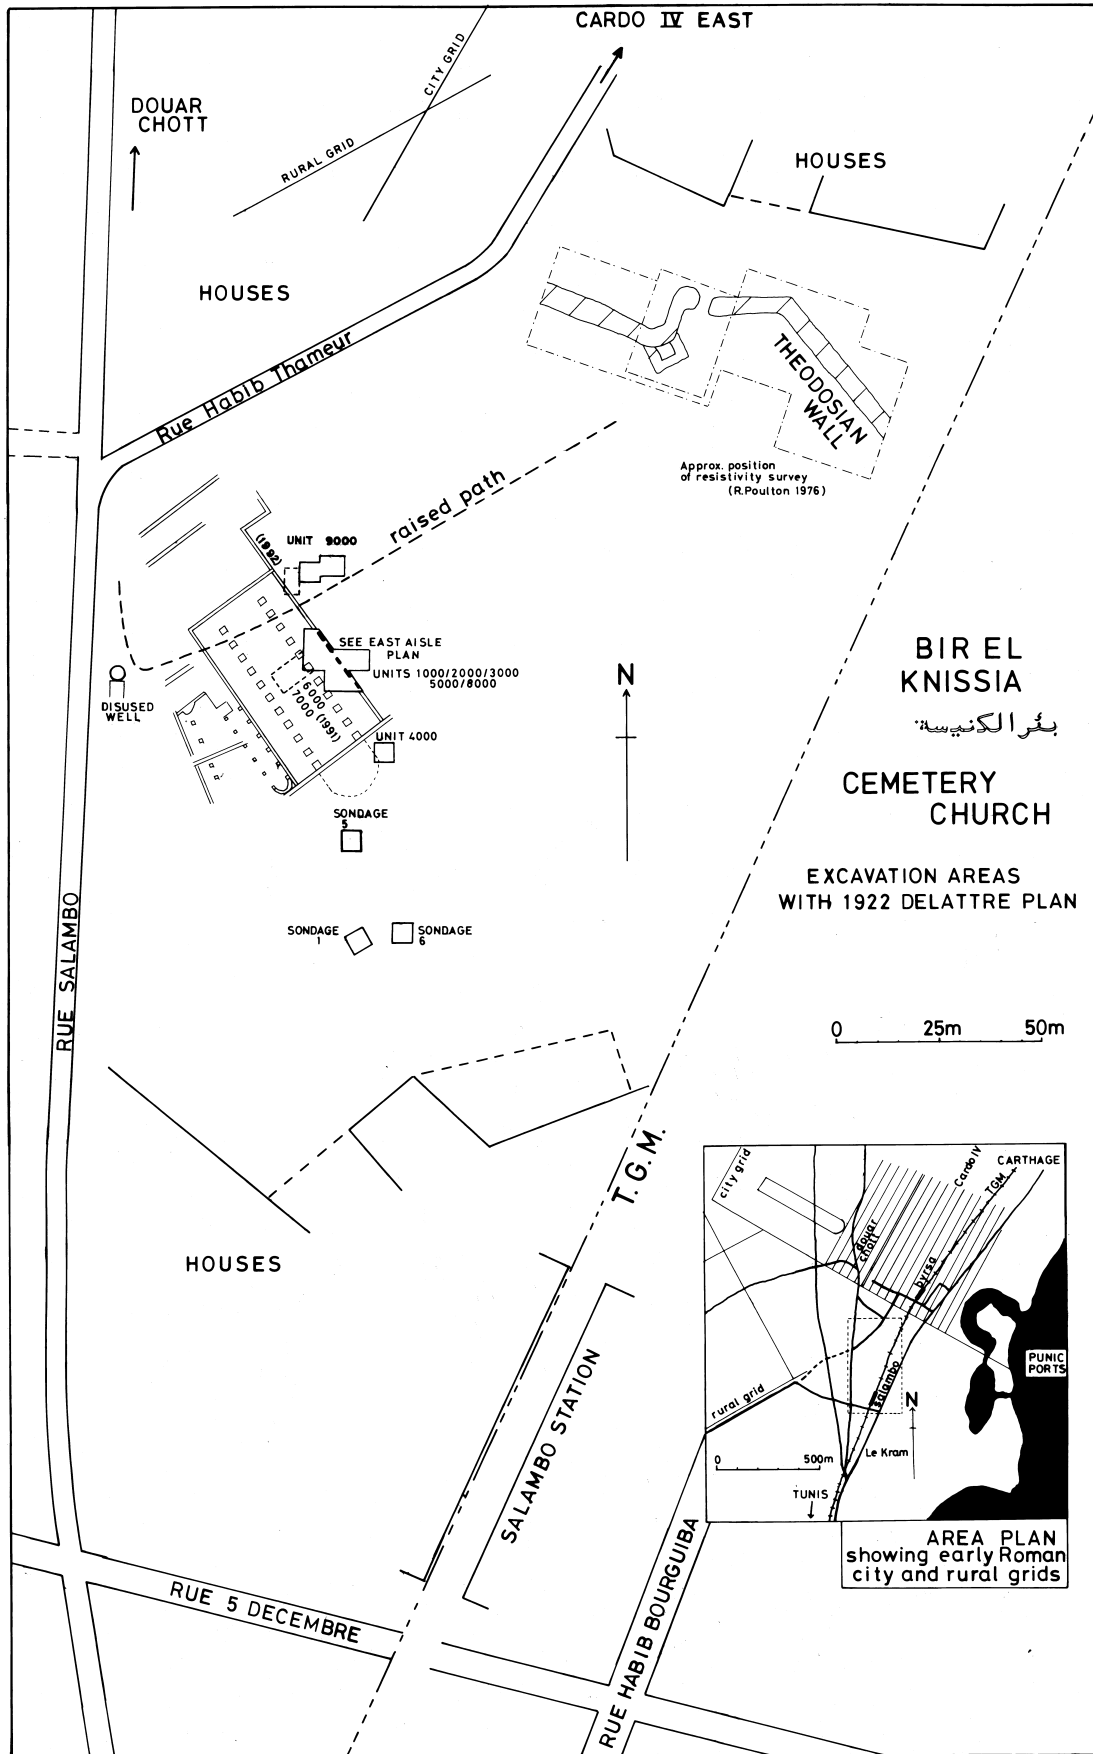 CARDO IV EAST
CITY GRID
DOUAR
CHOTT
RURAL GRID
HOUSES
HOUSES
Rue Habib Thameur
THEODOSIAN
WALL
Approx. position
of resistivity survey
(R.Poulton 1976)
raised path
(1992)
UNIT 9000
SEE EAST AISLE
PLAN
UNITS 1000/2000/3000
5000/8000
6000
7000 (1991)
DISUSED
WELL
UNIT 4000
N
BIR EL
KNISSIA
بئر الكنيسة
CEMETERY
CHURCH
EXCAVATION AREAS
WITH 1922 DELATTRE PLAN
SONDAGE
5
SONDAGE
1
SONDAGE
6
RUE SALAMBO
0 25m 50m
T.G.M.
HOUSES
SALAMBO STATION
RUE 5 DECEMBRE
RUE HABIB BOURGUIBA
city grid
Cardo IV
CARTHAGE
TGM
douar
chott
byrsa
PUNIC
PORTS
salambo
rural grid
N
0 500m
Le Kram
TUNIS
AREA PLAN
showing early Roman
city and rural grids